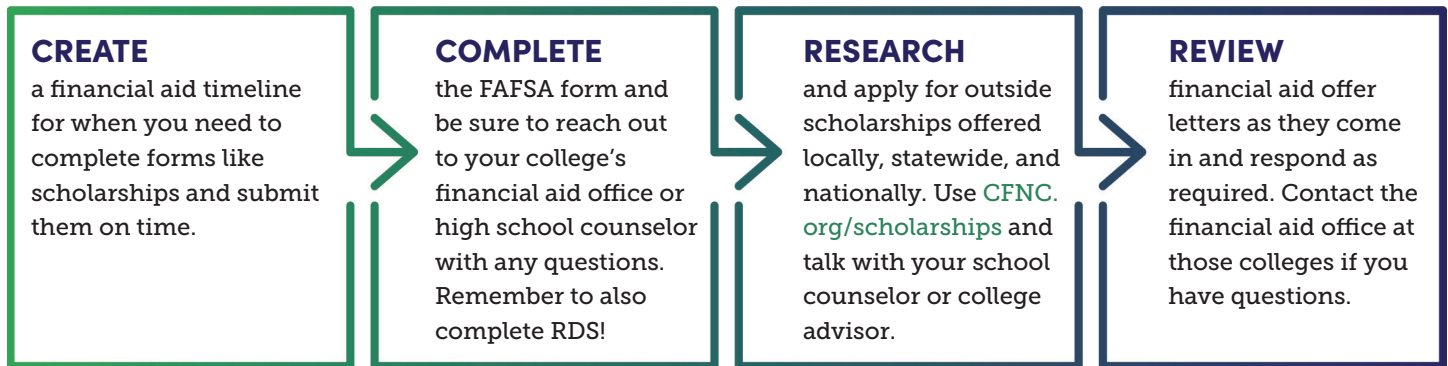 CREATE
a financial aid timeline
for when you need to
complete forms like
scholarships and submit
them on time.
COMPLETE
the FAFSA form and
be sure to reach out
to your college’s
financial aid office or
high school counselor
with any questions.
Remember to also
complete RDS!
RESEARCH
and apply for outside
scholarships offered
locally, statewide, and
nationally. Use CFNC.
org/scholarships and
talk with your school
counselor or college
advisor.
REVIEW
financial aid offer
letters as they come
in and respond as
required. Contact the
financial aid office at
those colleges if you
have questions.